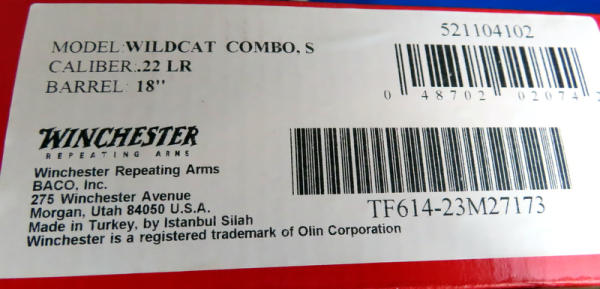 MODEL:WILDCAT COMBO, S
CALIBER:.22 LR
BARREL: 18"
521104102
0 48702 02074 2
WINCHESTER
REPEATING ARMS
Winchester Repeating Arms
BACO, Inc.
275 Winchester Avenue
Morgan, Utah 84050 U.S.A.
Made in Turkey, by Istanbul Silah
Winchester is a registered trademark of Olin Corporation
TF614-23M27173